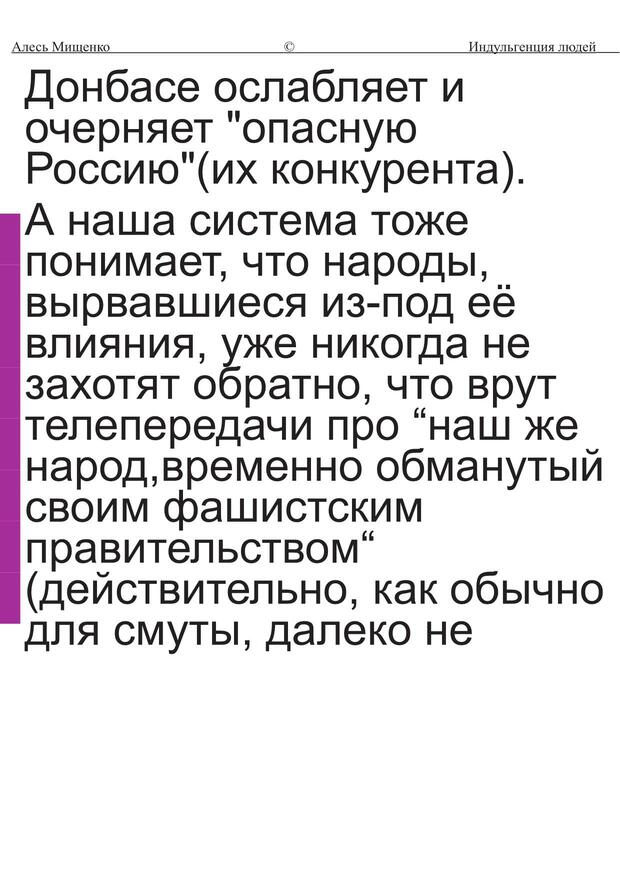 Алесь Мищенко © Индульгенция людей
Донбасе ослабляет и
очерняет "опасную
Россию"(их конкурента).
А наша система тоже
понимает, что народы,
вырвавшиеся из-под её
влияния, уже никогда не
захотят обратно, что врут
телепередачи про “наш же
народ,временно обманутый
своим фашистским
правительством“
(действительно, как обычно
для смуты, далеко не